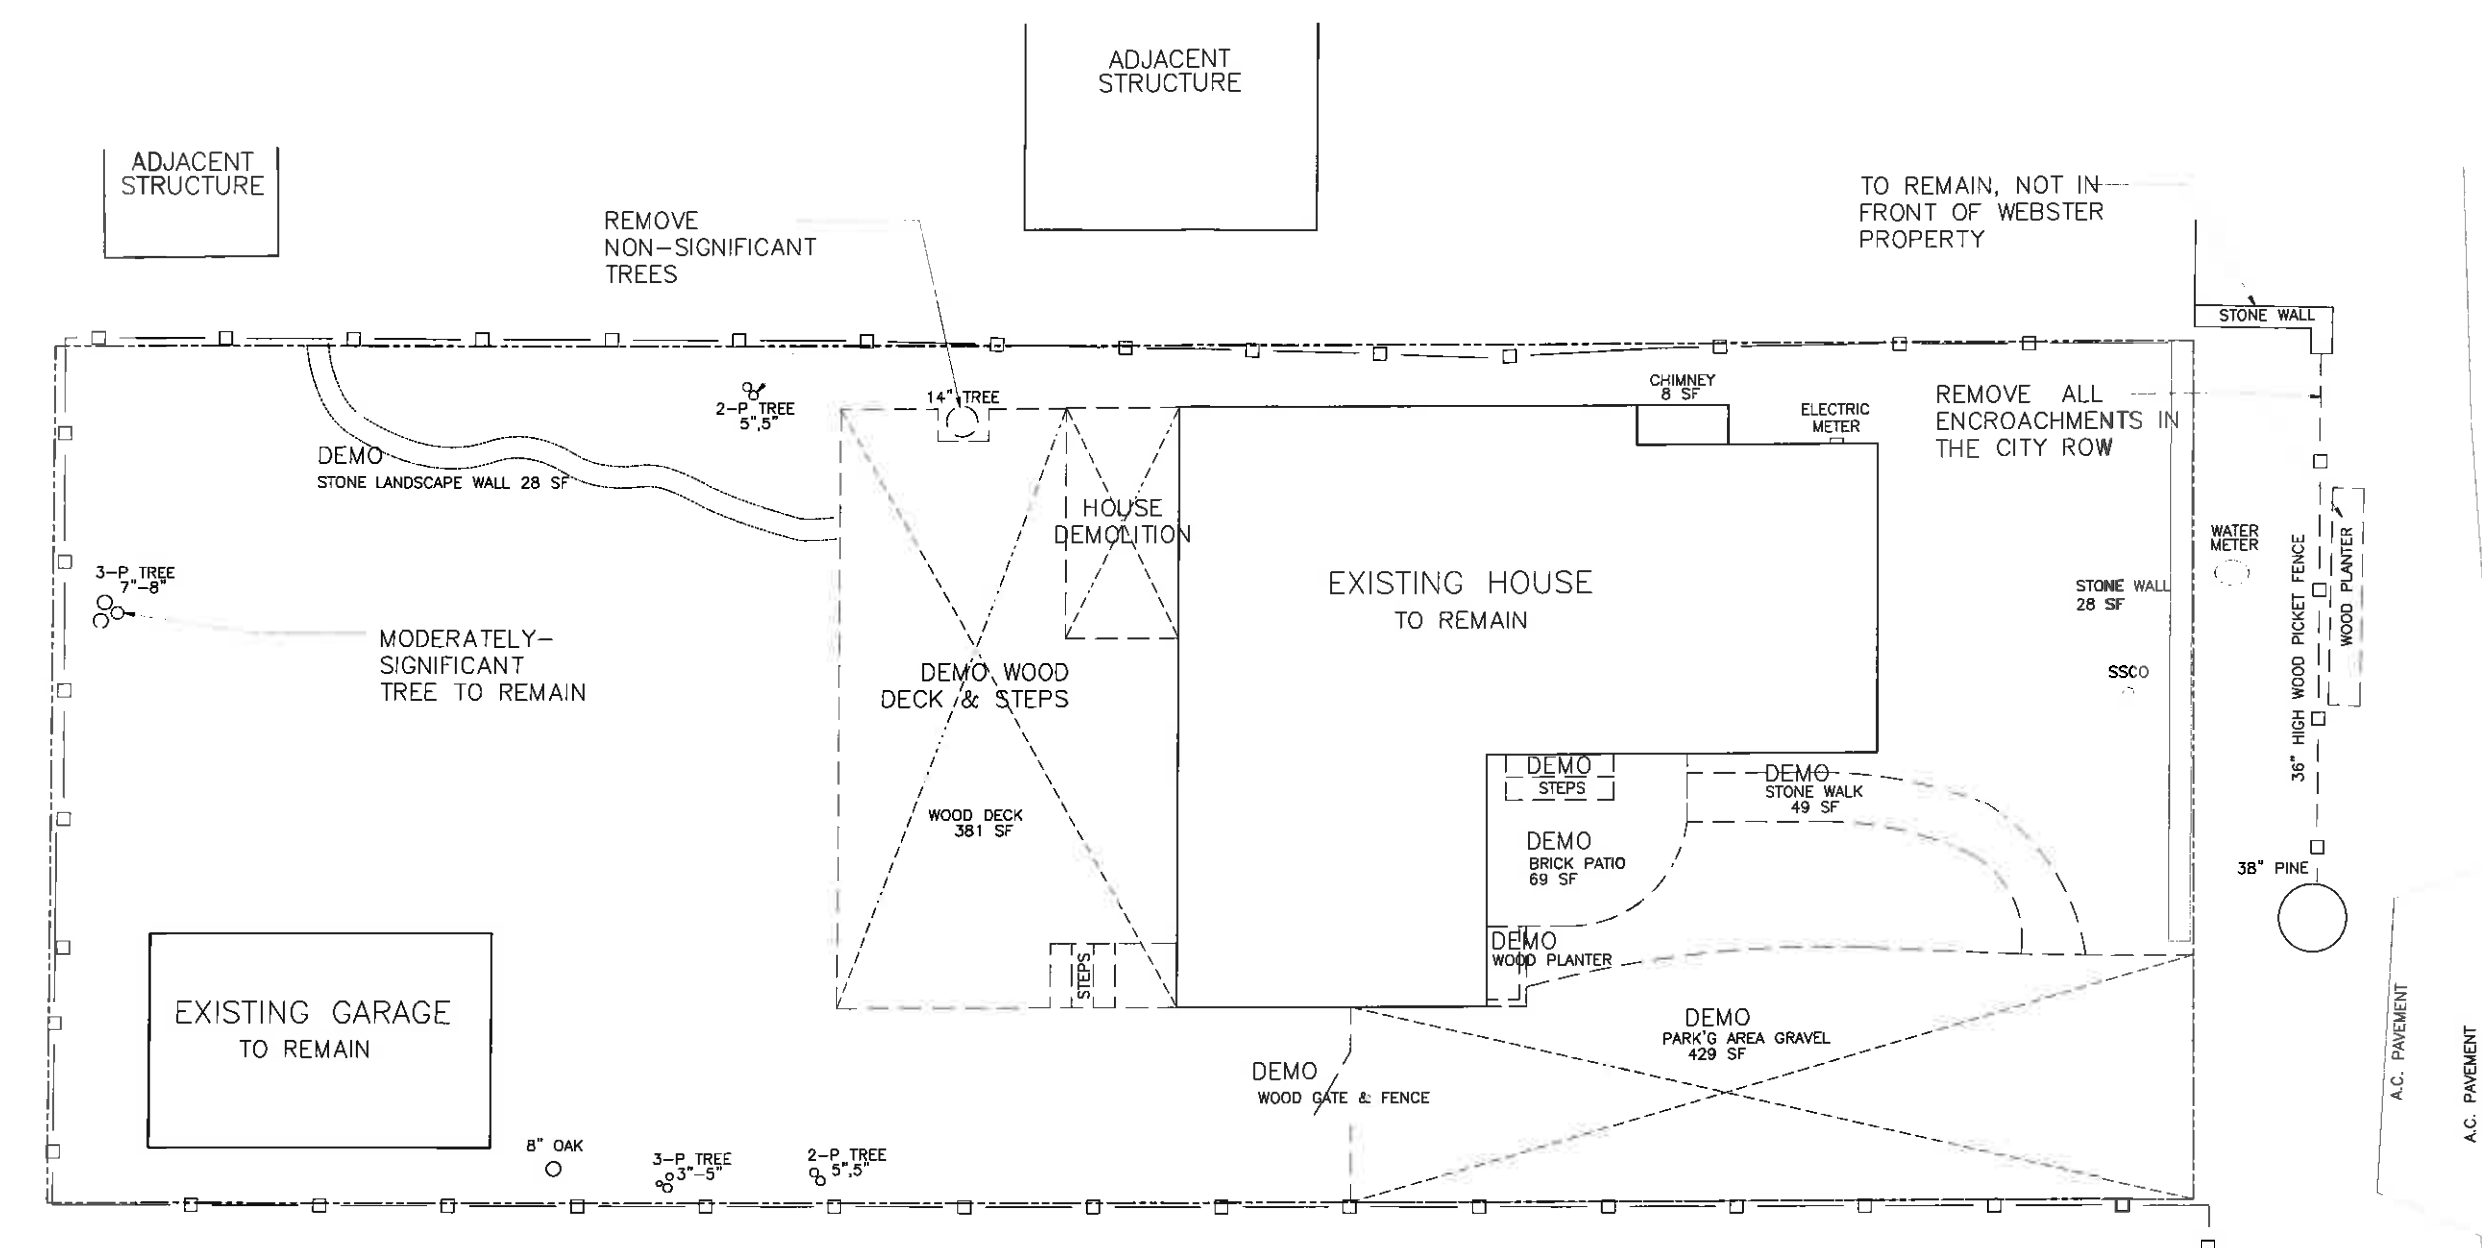 ADJACENT
STRUCTURE
ADJACENT
STRUCTURE
REMOVE
NON-SIGNIFICANT
TREES
TO REMAIN, NOT IN
FRONT OF WEBSTER
PROPERTY
STONE WALL
CHIMNEY
8 SF
ELECTRIC
METER
REMOVE ALL
ENCROACHMENTS IN
THE CITY ROW
2-P TREE
5",5"
14" TREE
DEMO
STONE LANDSCAPE WALL 28 SF
HOUSE
DEMOLITION
WATER
METER
3-P TREE
7"-8"
EXISTING HOUSE
TO REMAIN
STONE WALL
28 SF
36" HIGH WOOD PICKET FENCE
WOOD PLANTER
MODERATELY-
SIGNIFICANT
TREE TO REMAIN
DEMO WOOD
DECK & STEPS
SSCO
WOOD DECK
381 SF
DEMO
STEPS
DEMO
STONE WALK
49 SF
DEMO
BRICK PATIO
69 SF
38" PINE
DEMO
WOOD PLANTER
STEPS
EXISTING GARAGE
TO REMAIN
DEMO
PARK'G AREA GRAVEL
429 SF
DEMO
WOOD GATE & FENCE
A.C. PAVEMENT
A.C. PAVEMENT
8" OAK
3-P TREE
3"-5"
2-P TREE
5",5"